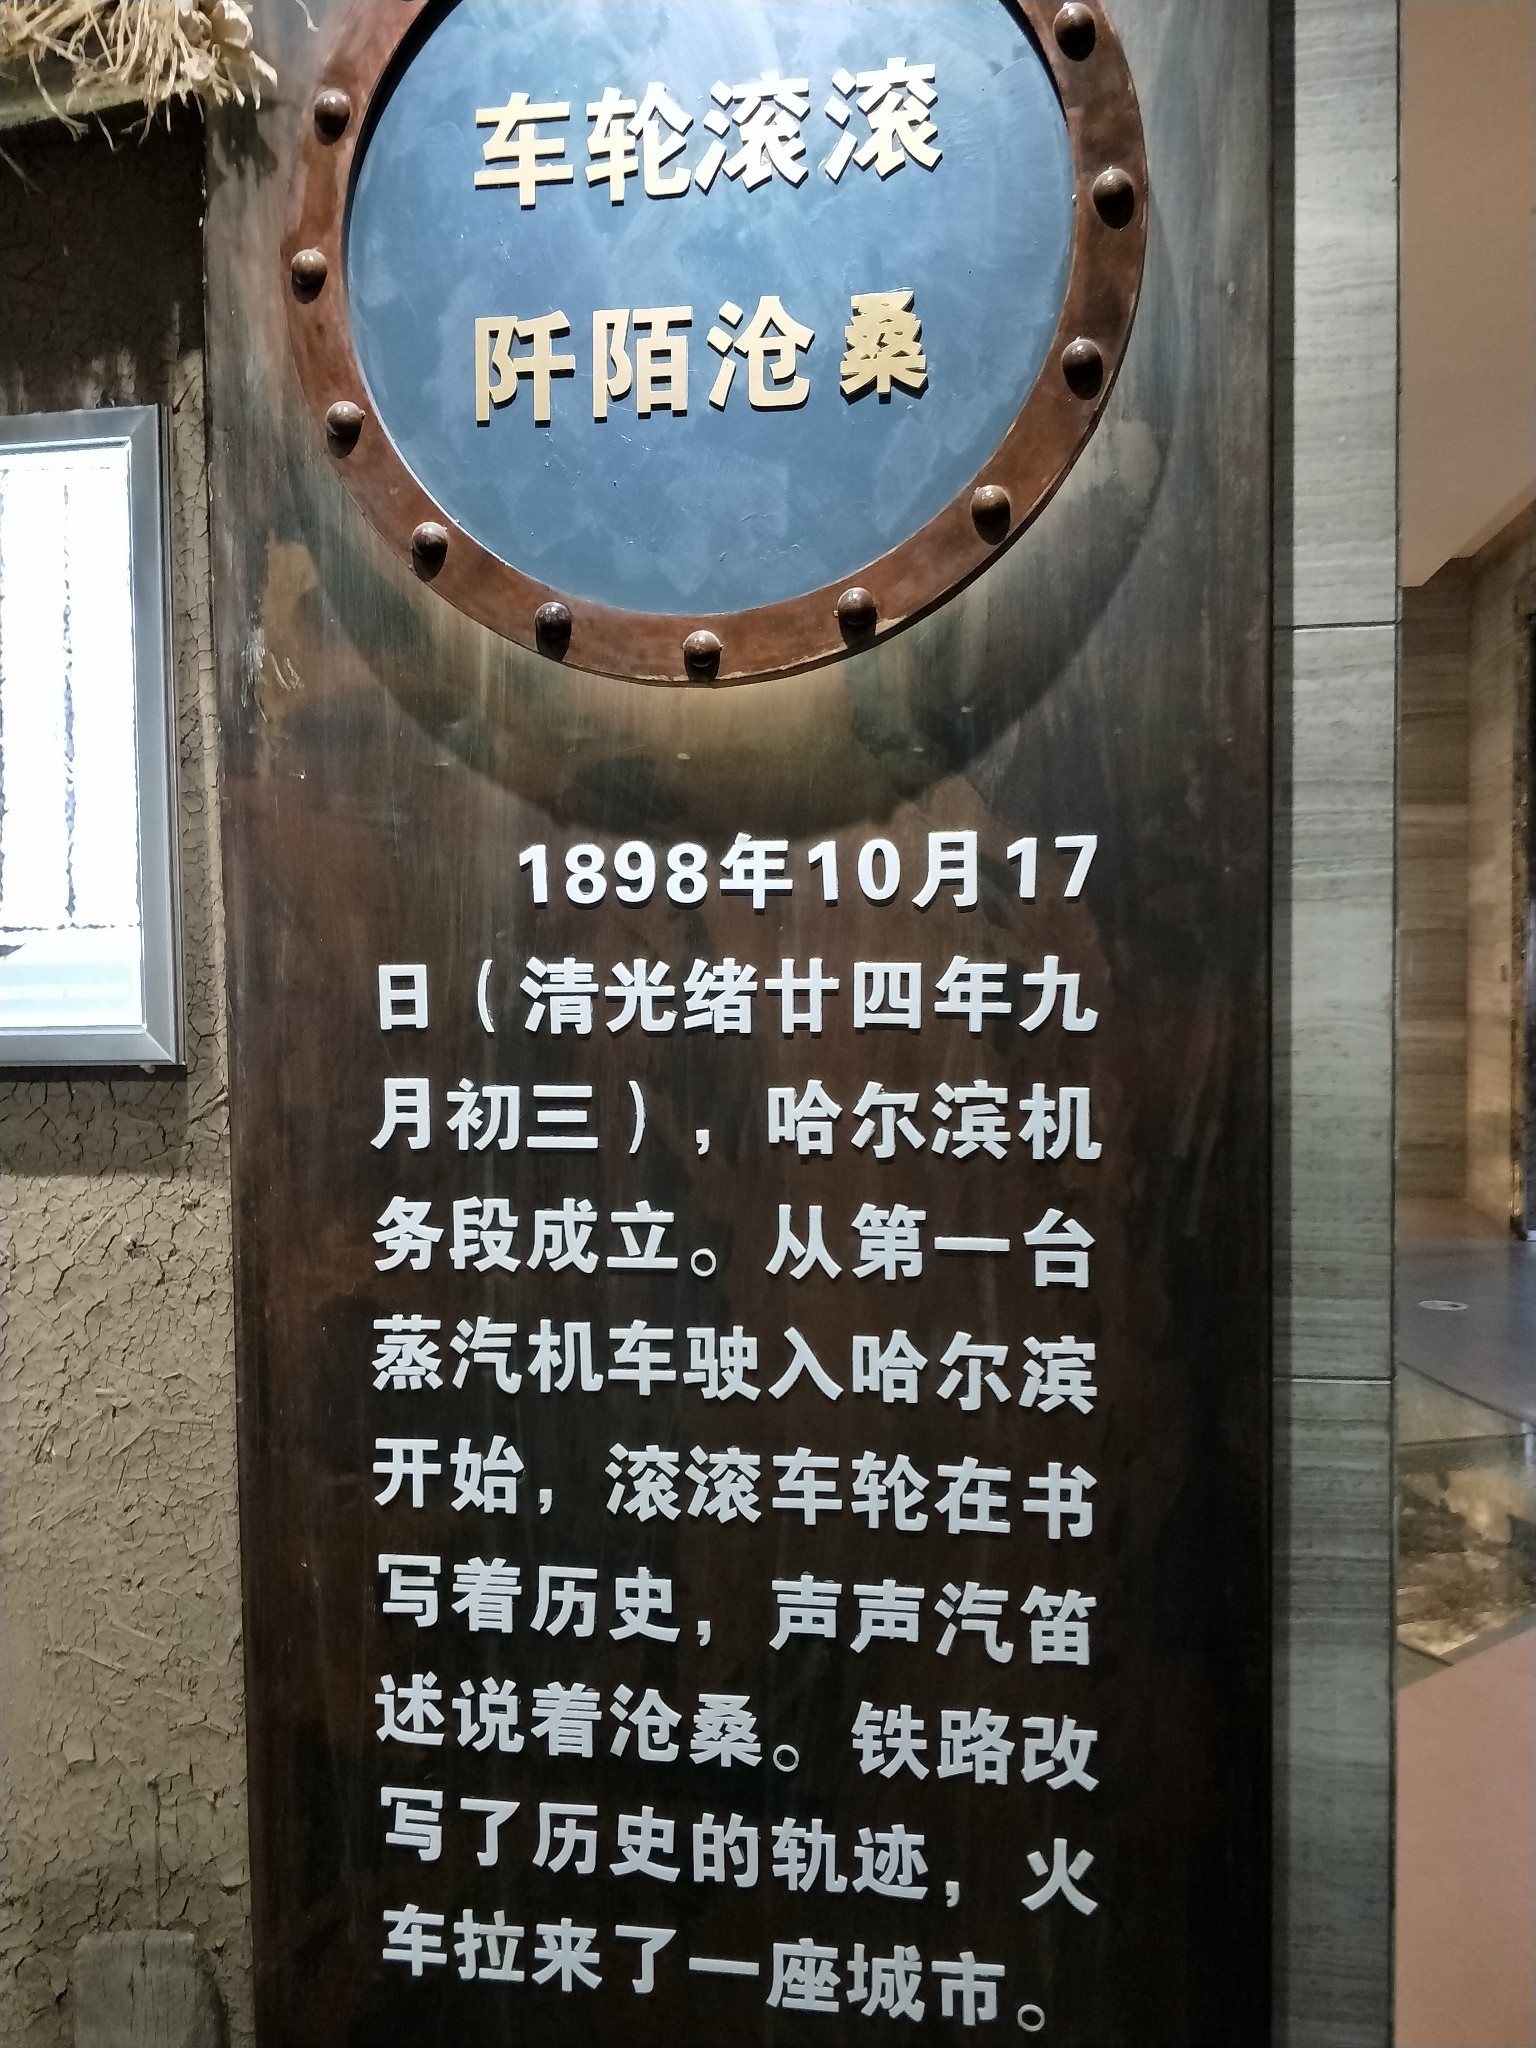 车轮滚滚
阡陌沧桑
1898年10月17
日（清光绪廿四年九
月初三），哈尔滨机
务段成立。从第一台
蒸汽机车驶入哈尔滨
开始，滚滚车轮在书
写着历史，声声汽笛
述说着沧桑。铁路改
写了历史的轨迹，火
车拉来了一座城市。